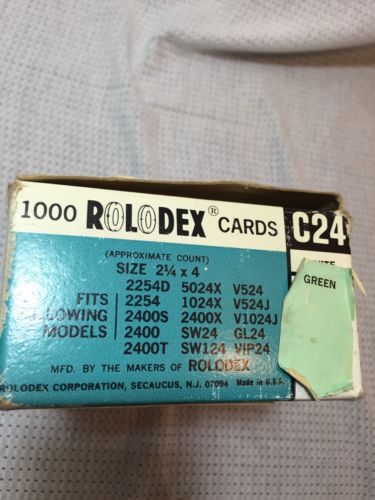 1000 ROLODEX® CARDS C24
(APPROXIMATE COUNT)
SIZE 2¼ x 4
GREEN
FITS
LOWING
MODELS
2254D 5024X V524
2254 1024X V524J
2400S 2400X V1024J
2400 SW24 GL24
2400T SW124 VIP24
MFD. BY THE MAKERS OF ROLODEX
ROLODEX CORPORATION, SECAUCUS, N.J. 07094 Made in U.S.A.